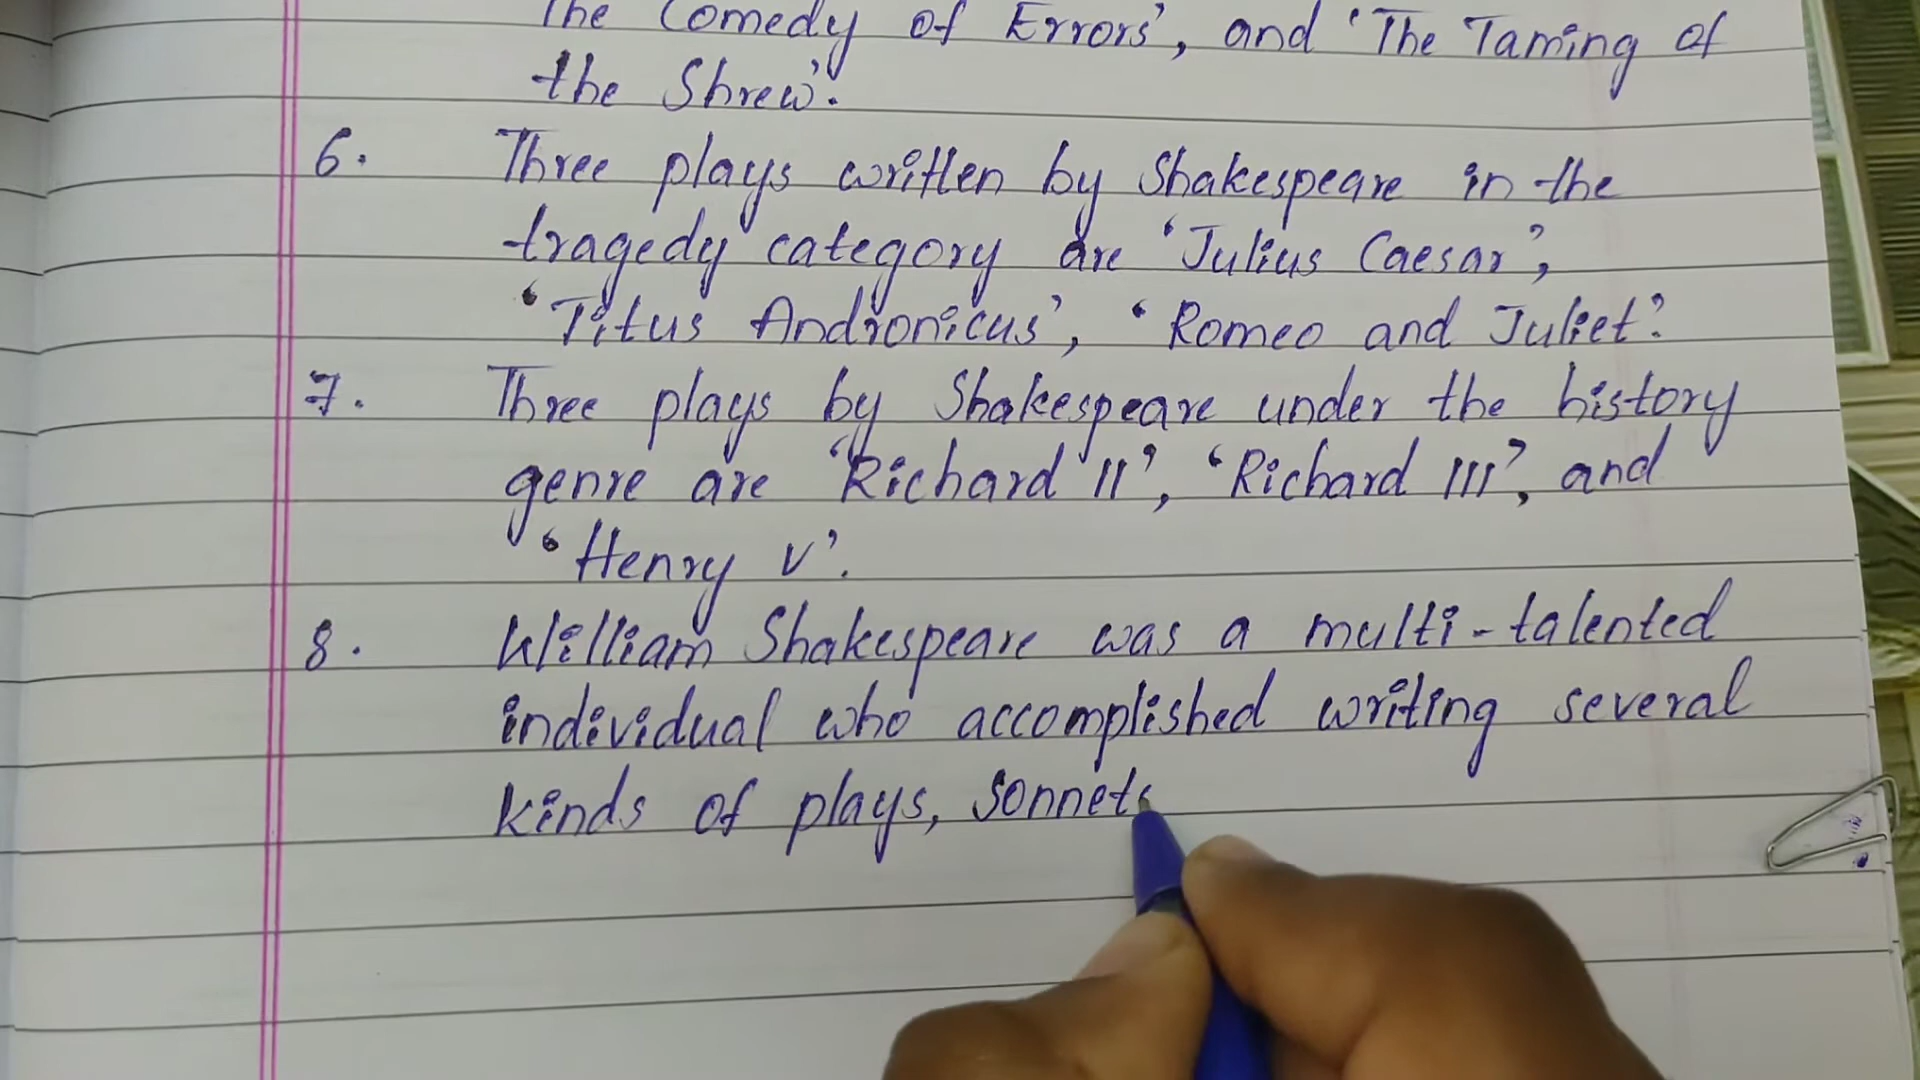 The Comedy of Errors', and 'The Taming of
the Shrew'.
6. Three plays written by Shakespeare in the
tragedy category are 'Julius Caesar',
'Titus Andronicus', 'Romeo and Juliet'.
7. Three plays by Shakespeare under the history
genre are 'Richard II', 'Richard III', and
'Henry V'.
8. William Shakespeare was a multi-talented
individual who accomplished writing several
kinds of plays, sonnets